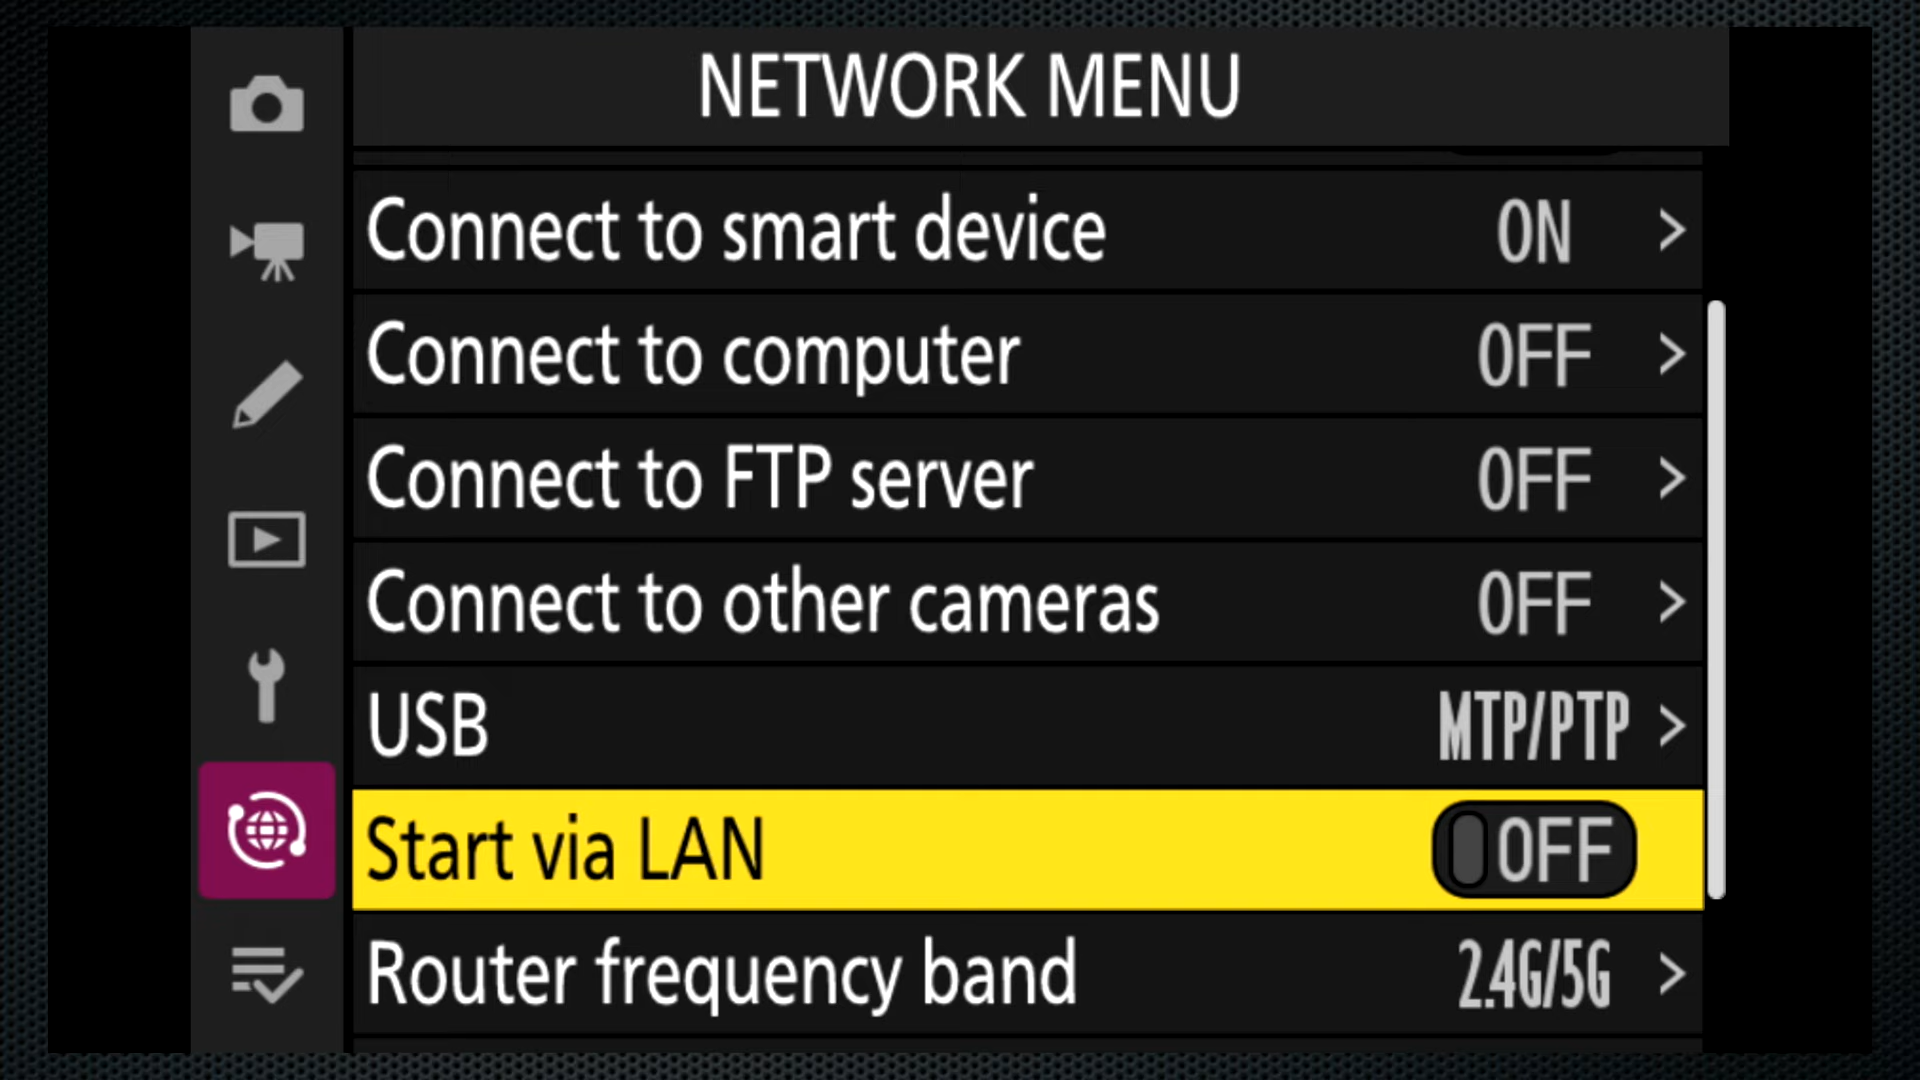 NETWORK MENU
Connect to smart device ON
Connect to computer OFF
Connect to FTP server OFF
Connect to other cameras OFF
USB MTP/PTP
Start via LAN OFF
Router frequency band 2.4G/5G